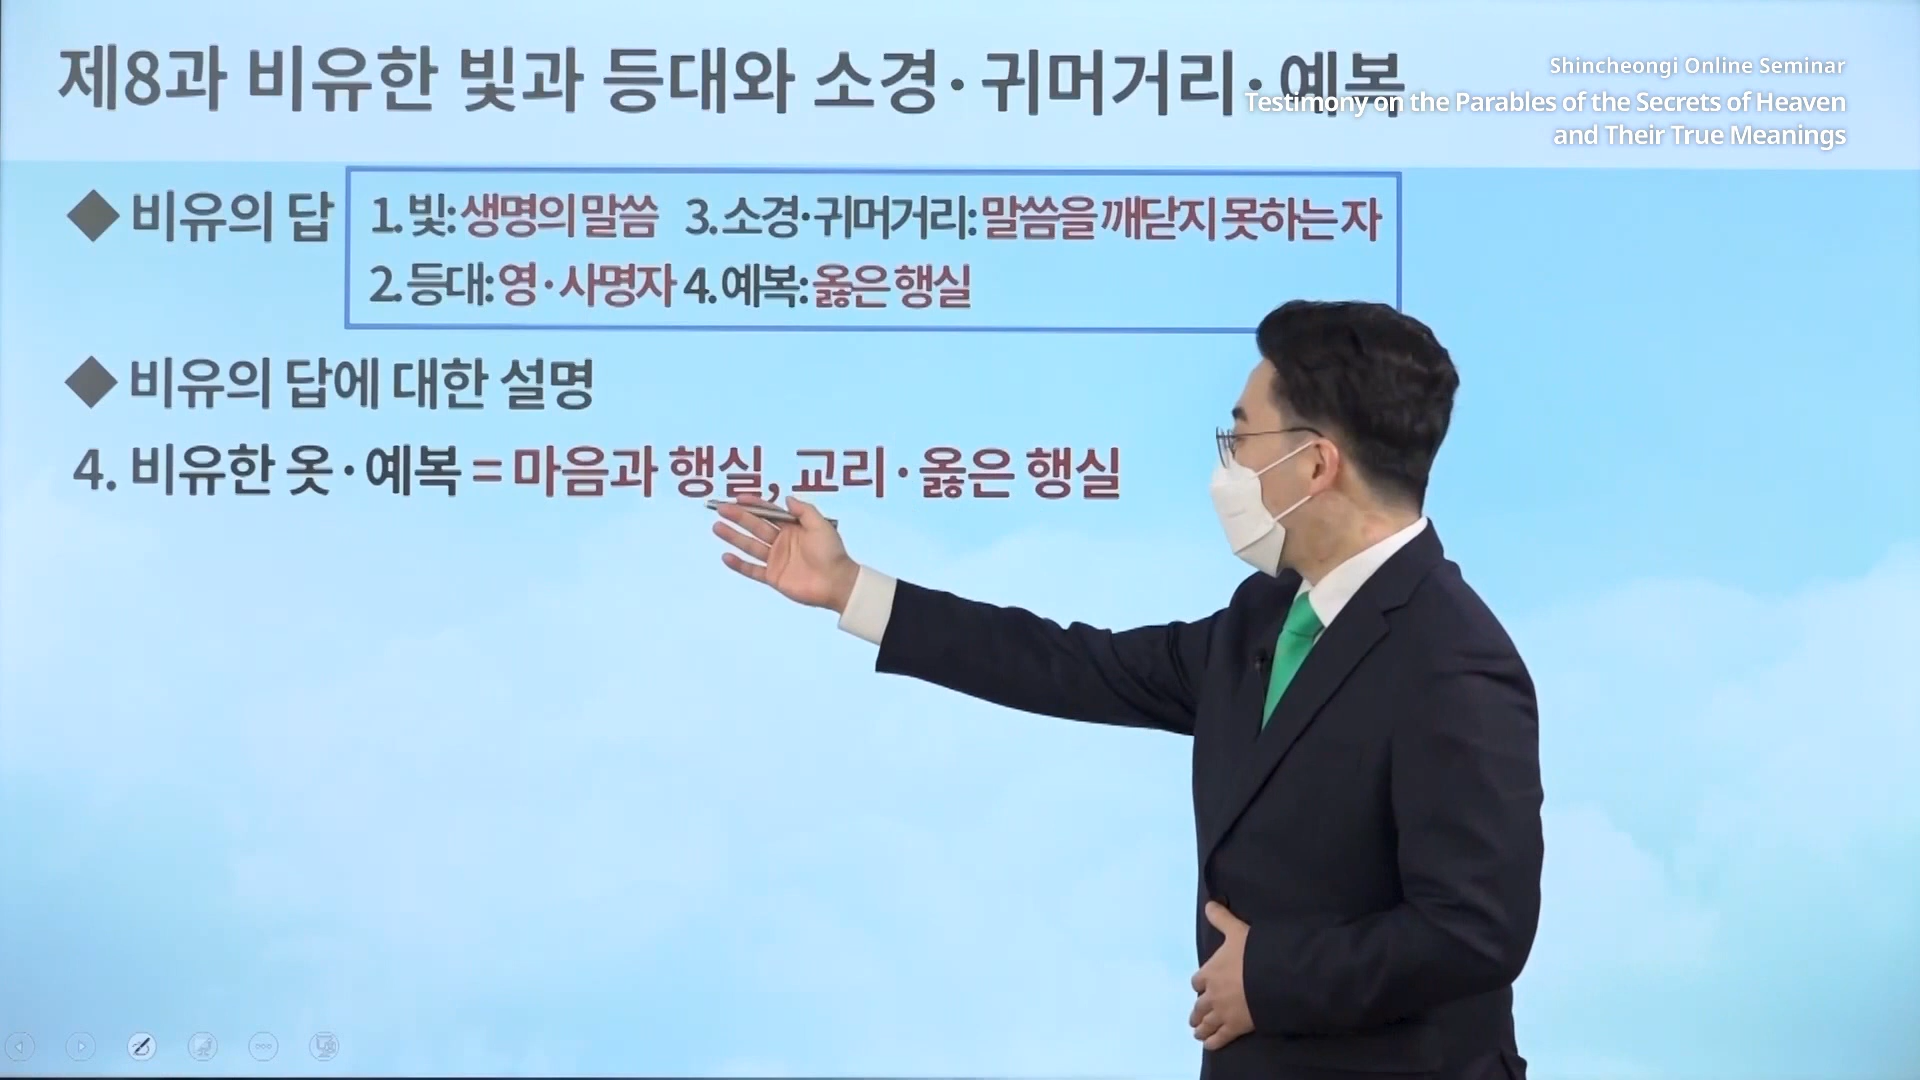 제8과 비유한 빛과 등대와 소경·귀머거리·예복
Shincheongi Online Seminar
Testimony on the Parables of the Secrets of Heaven
and Their True Meanings
◆ 비유의 답
1. 빛: 생명의 말씀 3. 소경·귀머거리: 말씀을 깨닫지 못하는 자
2. 등대: 영·사명자 4. 예복: 옳은 행실
◆ 비유의 답에 대한 설명
4. 비유한 옷·예복 = 마음과 행실, 교리·옳은 행실